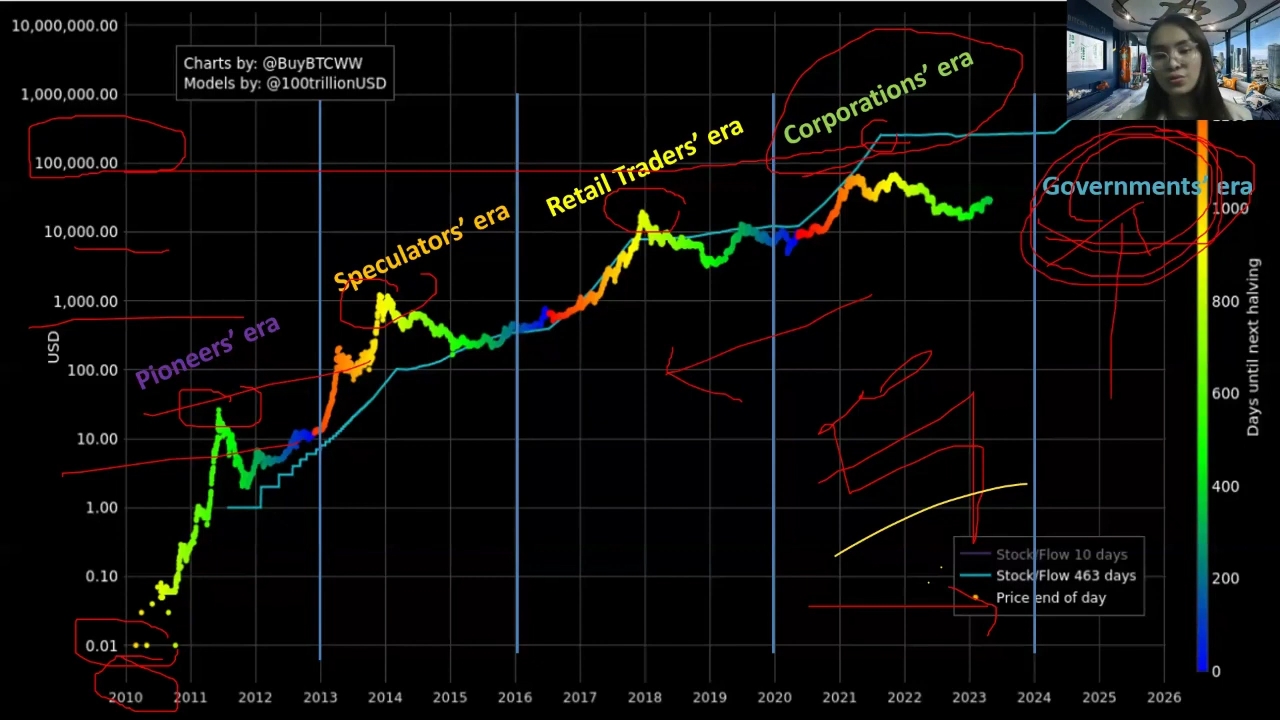 10,000,000.00
Charts by: @BuyBTCWW
Models by: @100trillionUSD
1,000,000.00
Corporations' era
Retail Traders' era
100,000.00
Governments' era
1000
Speculators' era
10,000.00
1,000.00
800
Pioneers' era
USD
100.00
Days until next halving
600
10.00
400
1.00
Stock/Flow 10 days
0.10
Stock/Flow 463 days
200
Price end of day
0.01
0
2010 2011 2012 2013 2014 2015 2016 2017 2018 2019 2020 2021 2022 2023 2024 2025 2026